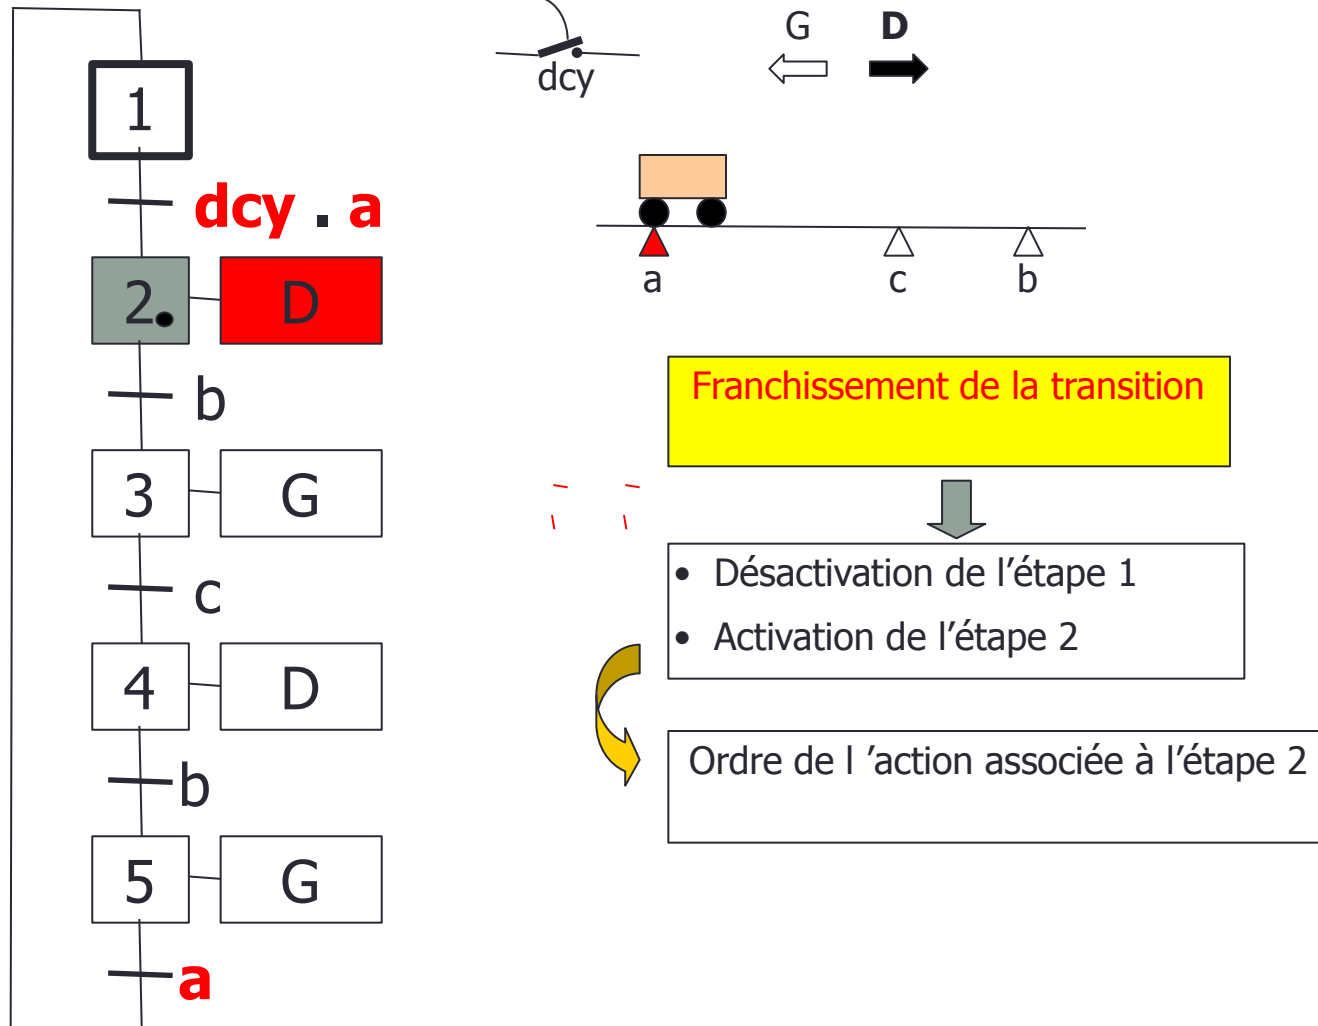 1
dcy . a
2
D
b
3
G
c
4
D
b
5
G
a
dcy
G D
a c b
Franchissement de la transition
• Désactivation de l’étape 1
• Activation de l’étape 2
Ordre de l ’action associée à l’étape 2